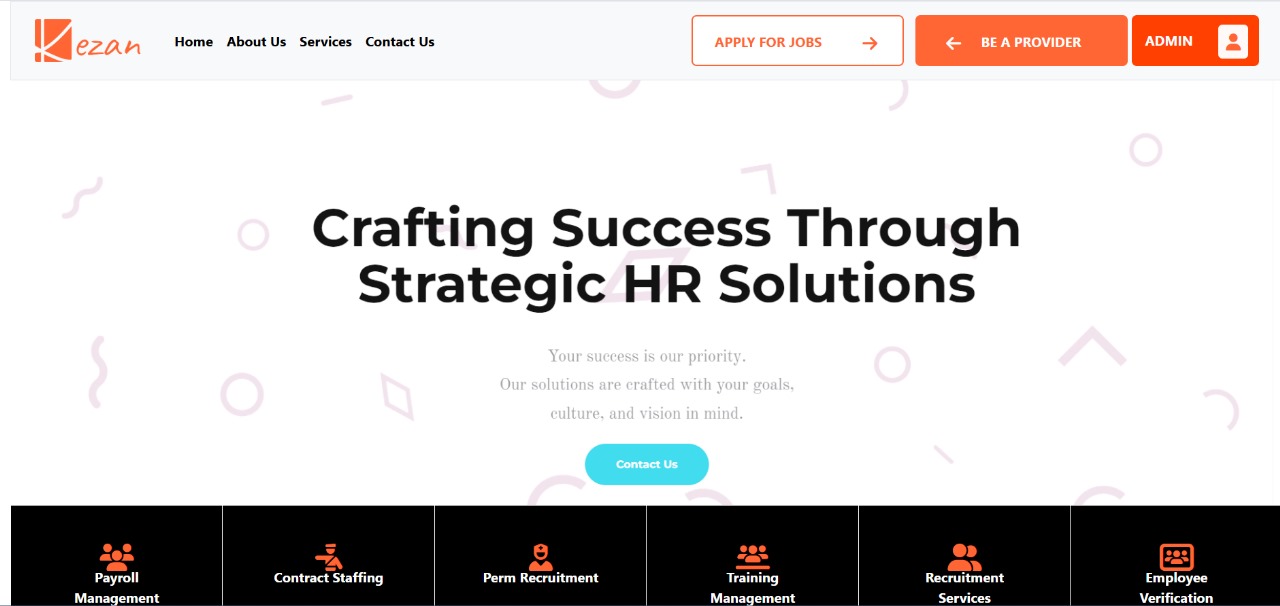 Kezan
Home About Us Services Contact Us
APPLY FOR JOBS
BE A PROVIDER
ADMIN
Crafting Success Through
Strategic HR Solutions
Your success is our priority.
Our solutions are crafted with your goals,
culture, and vision in mind.
Contact Us
Payroll
Management
Contract Staffing
Perm Recruitment
Training
Management
Recruitment
Services
Employee
Verification